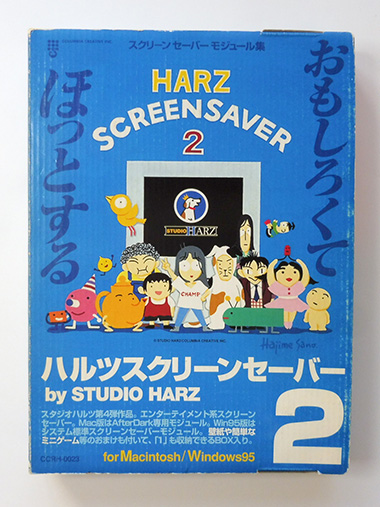 スクリーンセーバー モジュール集
おもしろくて
ほっとする
HARZ
SCREENSAVER
2
STUDIO HARZ
CHAMP
Hajime Sano
ハルツスクリーンセーバー
by STUDIO HARZ
2
スタジオハルツ第4弾作品。エンターテイメント系スクリーン
セーバー。Mac版はAfterDark専用モジュール。Win95版は
システム標準スクリーンセーバーモジュール。壁紙や簡単な
ミニゲーム等のおまけも付いて、「1」も収納できるBOX入り。
for Macintosh/Windows95